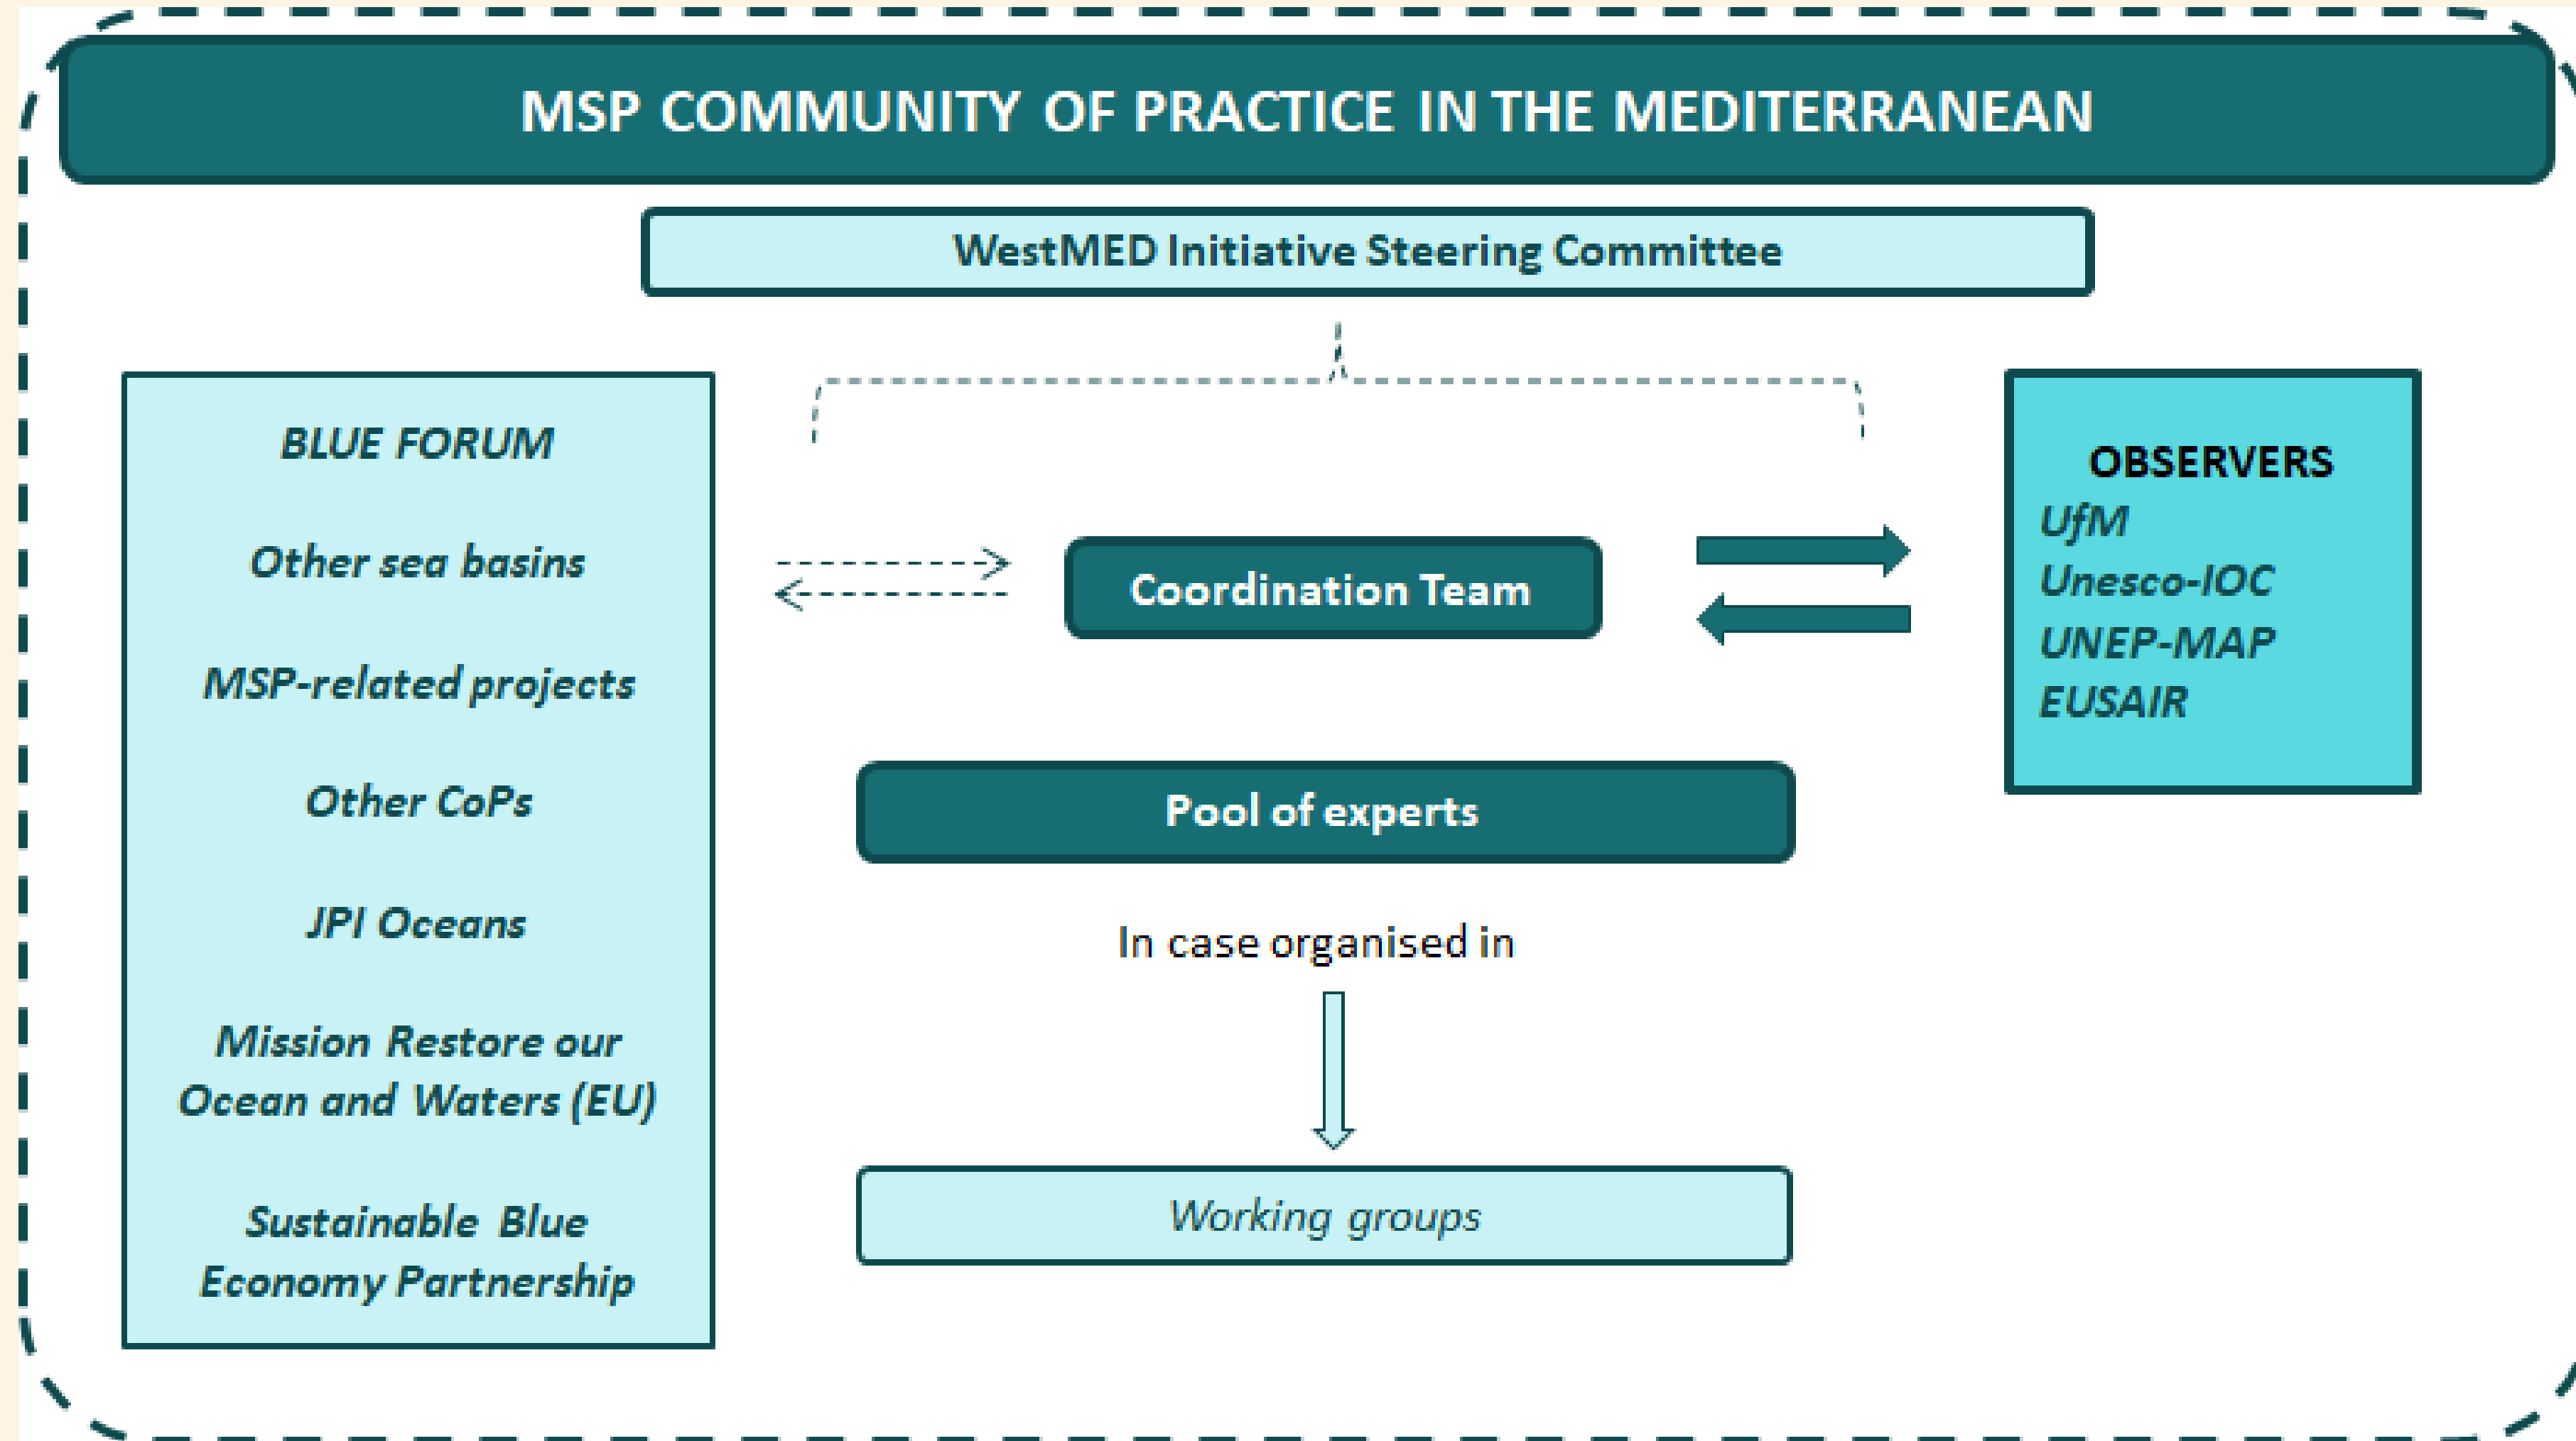 MSP COMMUNITY OF PRACTICE IN THE MEDITERRANEAN
WestMED Initiative Steering Committee
BLUE FORUM
Other sea basins
MSP-related projects
Other CoPs
JPI Oceans
Mission Restore our
Ocean and Waters (EU)
Sustainable Blue
Economy Partnership
Coordination Team
Pool of experts
In case organised in
Working groups
OBSERVERS
UfM
Unesco-IOC
UNEP-MAP
EUSAIR